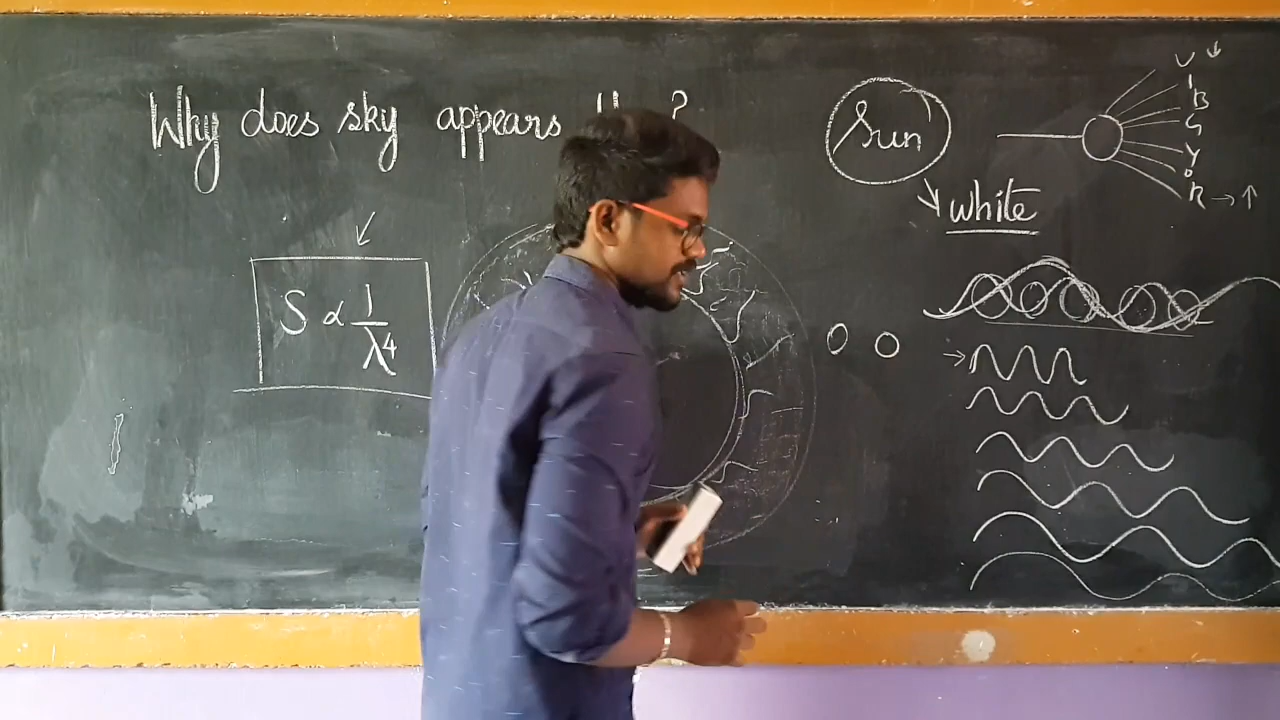 Why does sky appears ?
Sun
white
S ∝ 1/λ⁴
V ↓
I
B
G
Y
O
R → ↑